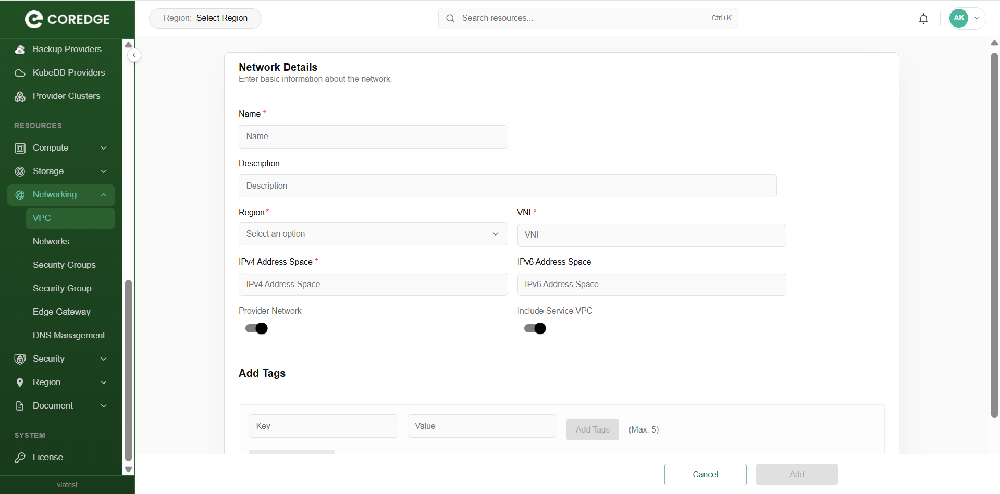 COREDGE
Region: Select Region
Search resources... Ctrl+K
AK
Backup Providers
KubeDB Providers
Provider Clusters
RESOURCES
Compute
Storage
Networking
VPC
Networks
Security Groups
Security Group ...
Edge Gateway
DNS Management
Security
Region
Document
SYSTEM
License
vlatest
Network Details
Enter basic information about the network.
Name *
Name
Description
Description
Region* VNI *
Select an option VNI
IPv4 Address Space * IPv6 Address Space
IPv4 Address Space IPv6 Address Space
Provider Network Include Service VPC
Add Tags
Key Value Add Tags (Max. 5)
Cancel Add